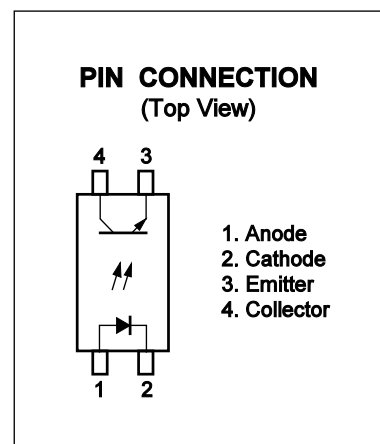 PIN CONNECTION
(Top View)
4 3
1. Anode
2. Cathode
3. Emitter
4. Collector
1 2